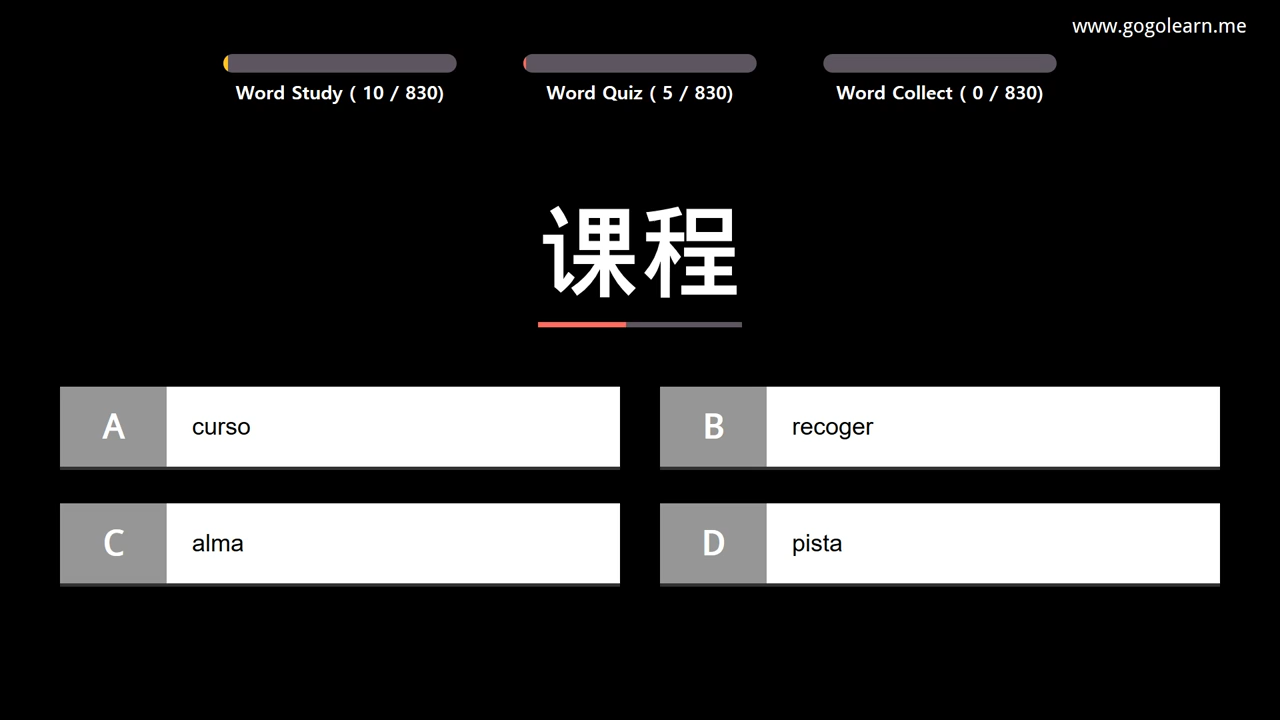 www.gogolearn.me
Word Study ( 10 / 830)
Word Quiz ( 5 / 830)
Word Collect ( 0 / 830)
课程
A curso
B recoger
C alma
D pista